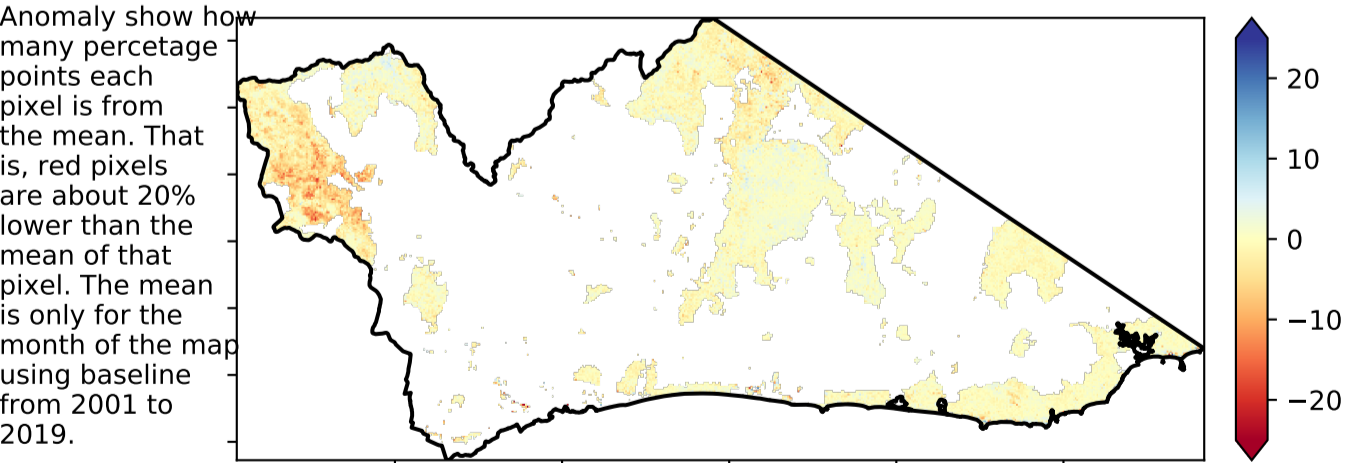 Anomaly show how
many percetage
points each
pixel is from
the mean. That
is, red pixels
are about 20%
lower than the
mean of that
pixel. The mean
is only for the
month of the map
using baseline
from 2001 to
2019.
20
10
0
−10
−20